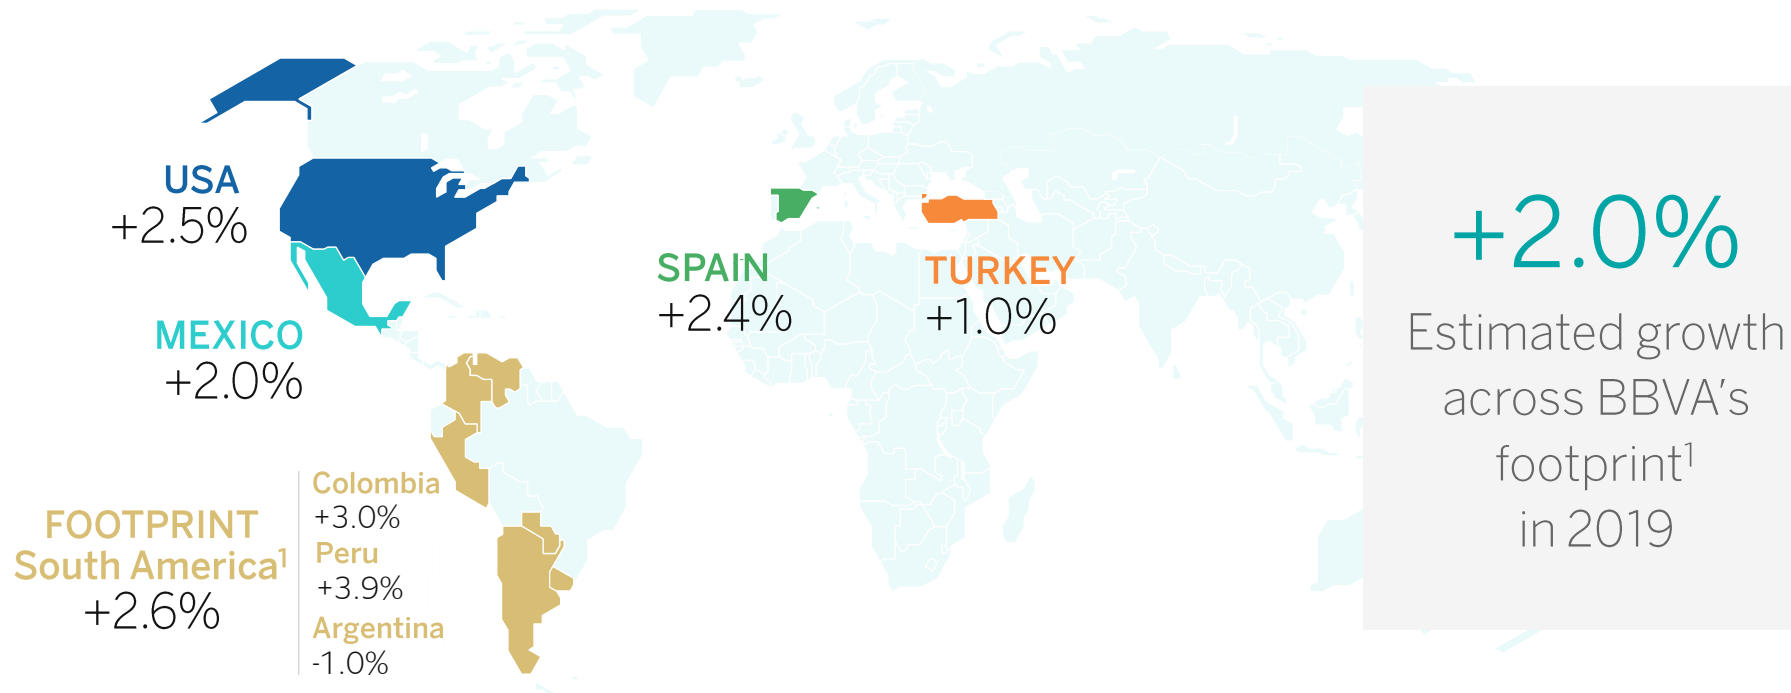 USA
+2.5%
MEXICO
+2.0%
SPAIN
+2.4%
TURKEY
+1.0%
FOOTPRINT
South America¹
+2.6%
Colombia
+3.0%
Peru
+3.9%
Argentina
-1.0%
+2.0%
Estimated growth
across BBVA's
footprint¹
in 2019